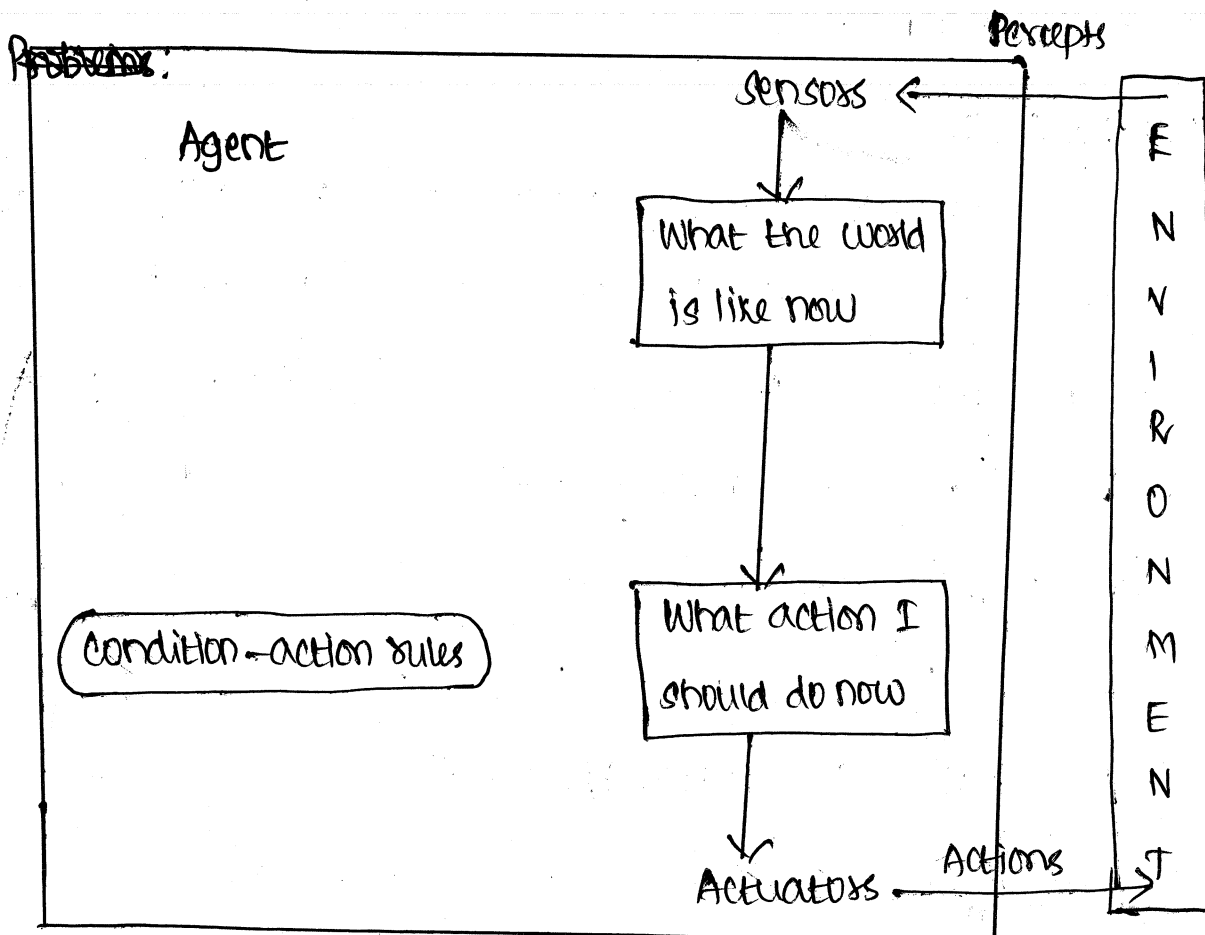 Percepts
Problems:
sensors
Agent
What the world
is like now
What action I
should do now
condition-action rules
Actuators
Actions
E
N
V
I
R
O
N
M
E
N
T